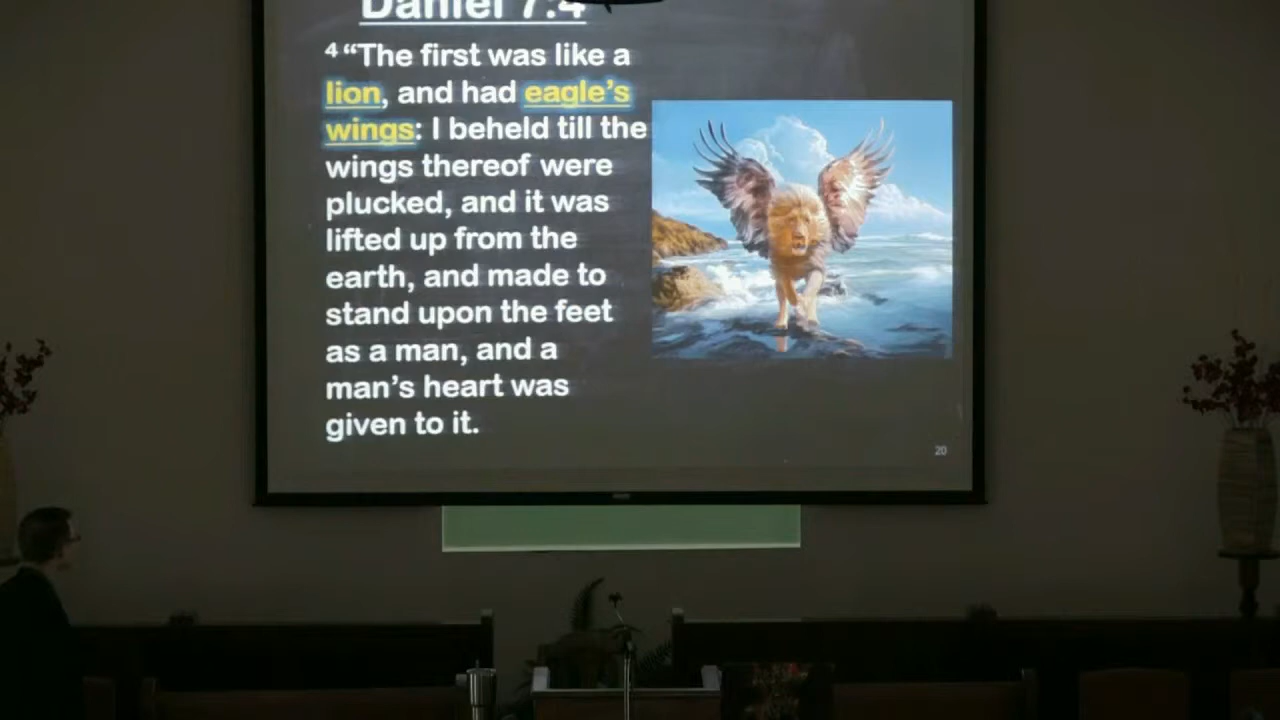 Daniel 7:4
4 “The first was like a
lion, and had eagle’s
wings: I beheld till the
wings thereof were
plucked, and it was
lifted up from the
earth, and made to
stand upon the feet
as a man, and a
man’s heart was
given to it.
20